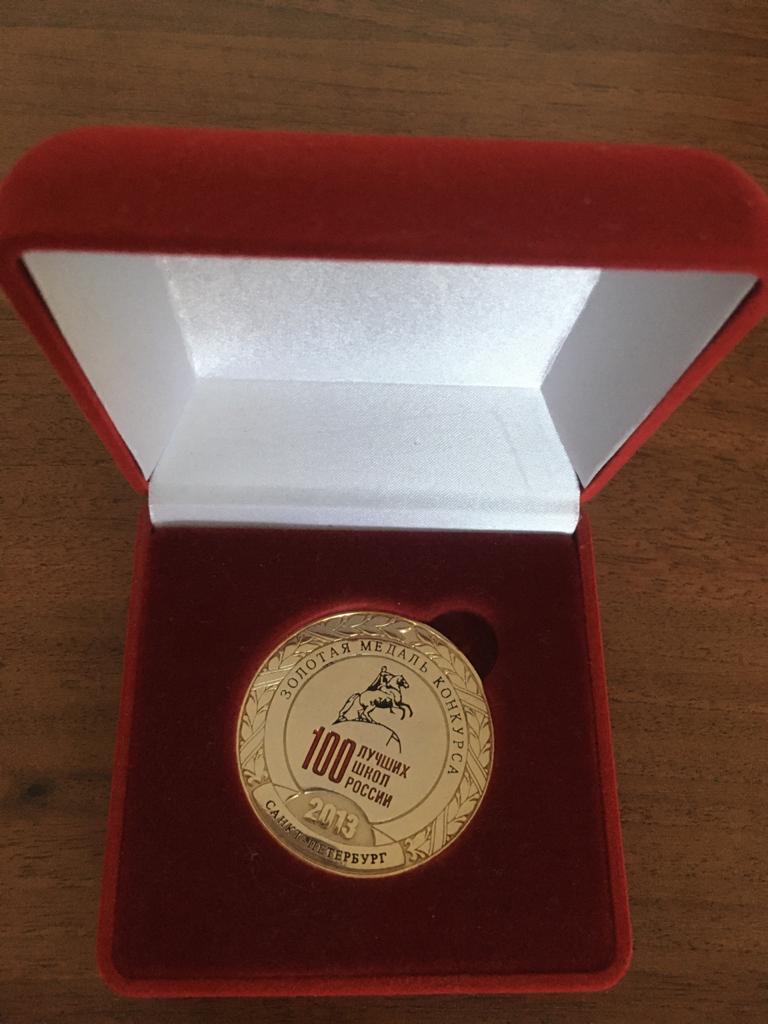 ЗОЛОТАЯ МЕДАЛЬ КОНКУРСА
100 ЛУЧШИХ
ШКОЛ
РОССИИ
2013
САНКТ-ПЕТЕРБУРГ